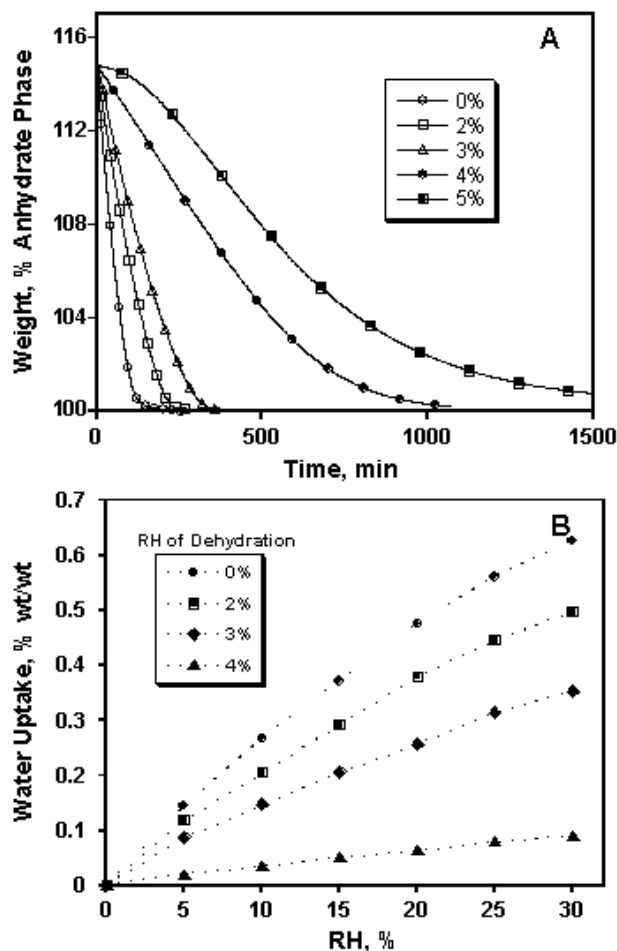 A
116
112
108
104
100
Weight, % Anhydrate Phase
0%
2%
3%
4%
5%
0 500 1000 1500
Time, min
B
0.7
0.6
0.5
0.4
0.3
0.2
0.1
0
Water Uptake, % wt/wt
RH of Dehydration
0%
2%
3%
4%
0 5 10 15 20 25 30
RH, %